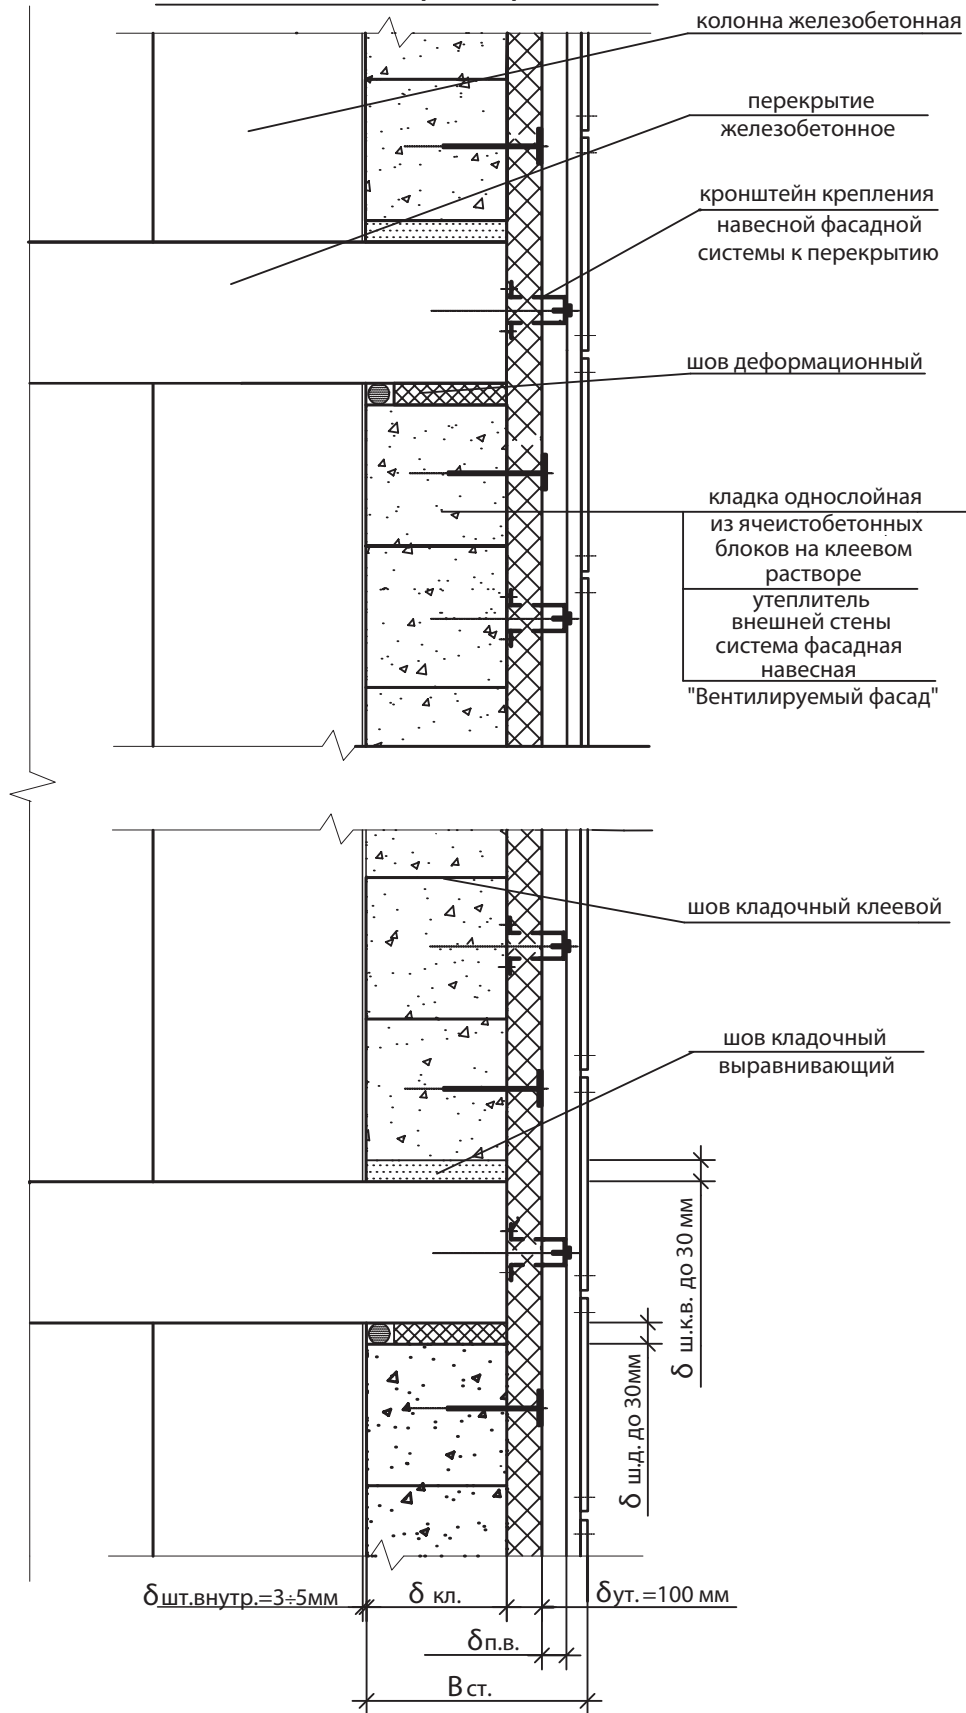 колонна железобетонная
перекрытие
железобетонное
кронштейн крепления
навесной фасадной
системы к перекрытию
шов деформационный
кладка однослойная
из ячеистобетонных
блоков на клеевом
растворе
утеплитель
внешней стены
система фасадная
навесная
"Вентилируемый фасад"
шов кладочный клеевой
шов кладочный
выравнивающий
δ ш.к.в. до 30 мм
δ ш.д. до 30мм
δшт.внутр.=3÷5мм
δ кл.
δут.=100 мм
δп.в.
В ст.